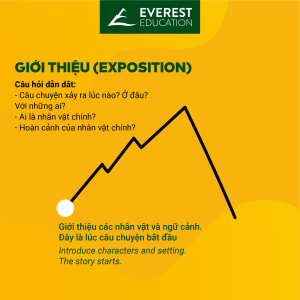 EVEREST
EDUCATION
GIỚI THIỆU (EXPOSITION)
Câu hỏi dẫn dắt:
- Câu chuyện xảy ra lúc nào? Ở đâu?
Với những ai?
- Ai là nhân vật chính?
- Hoàn cảnh của nhân vật chính?
Giới thiệu các nhân vật và ngữ cảnh.
Đây là lúc câu chuyện bắt đầu
Introduce characters and setting.
The story starts.